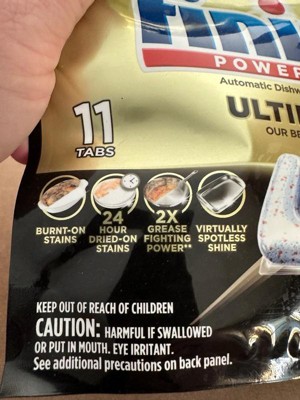 POWER
Automatic Dishw
ULTI
OUR BE
11
TABS
BURNT-ON
STAINS
24
HOUR
DRIED-ON
STAINS
2X
GREASE
FIGHTING
POWER**
VIRTUALLY
SPOTLESS
SHINE
KEEP OUT OF REACH OF CHILDREN
CAUTION: HARMFUL IF SWALLOWED
OR PUT IN MOUTH. EYE IRRITANT.
See additional precautions on back panel.